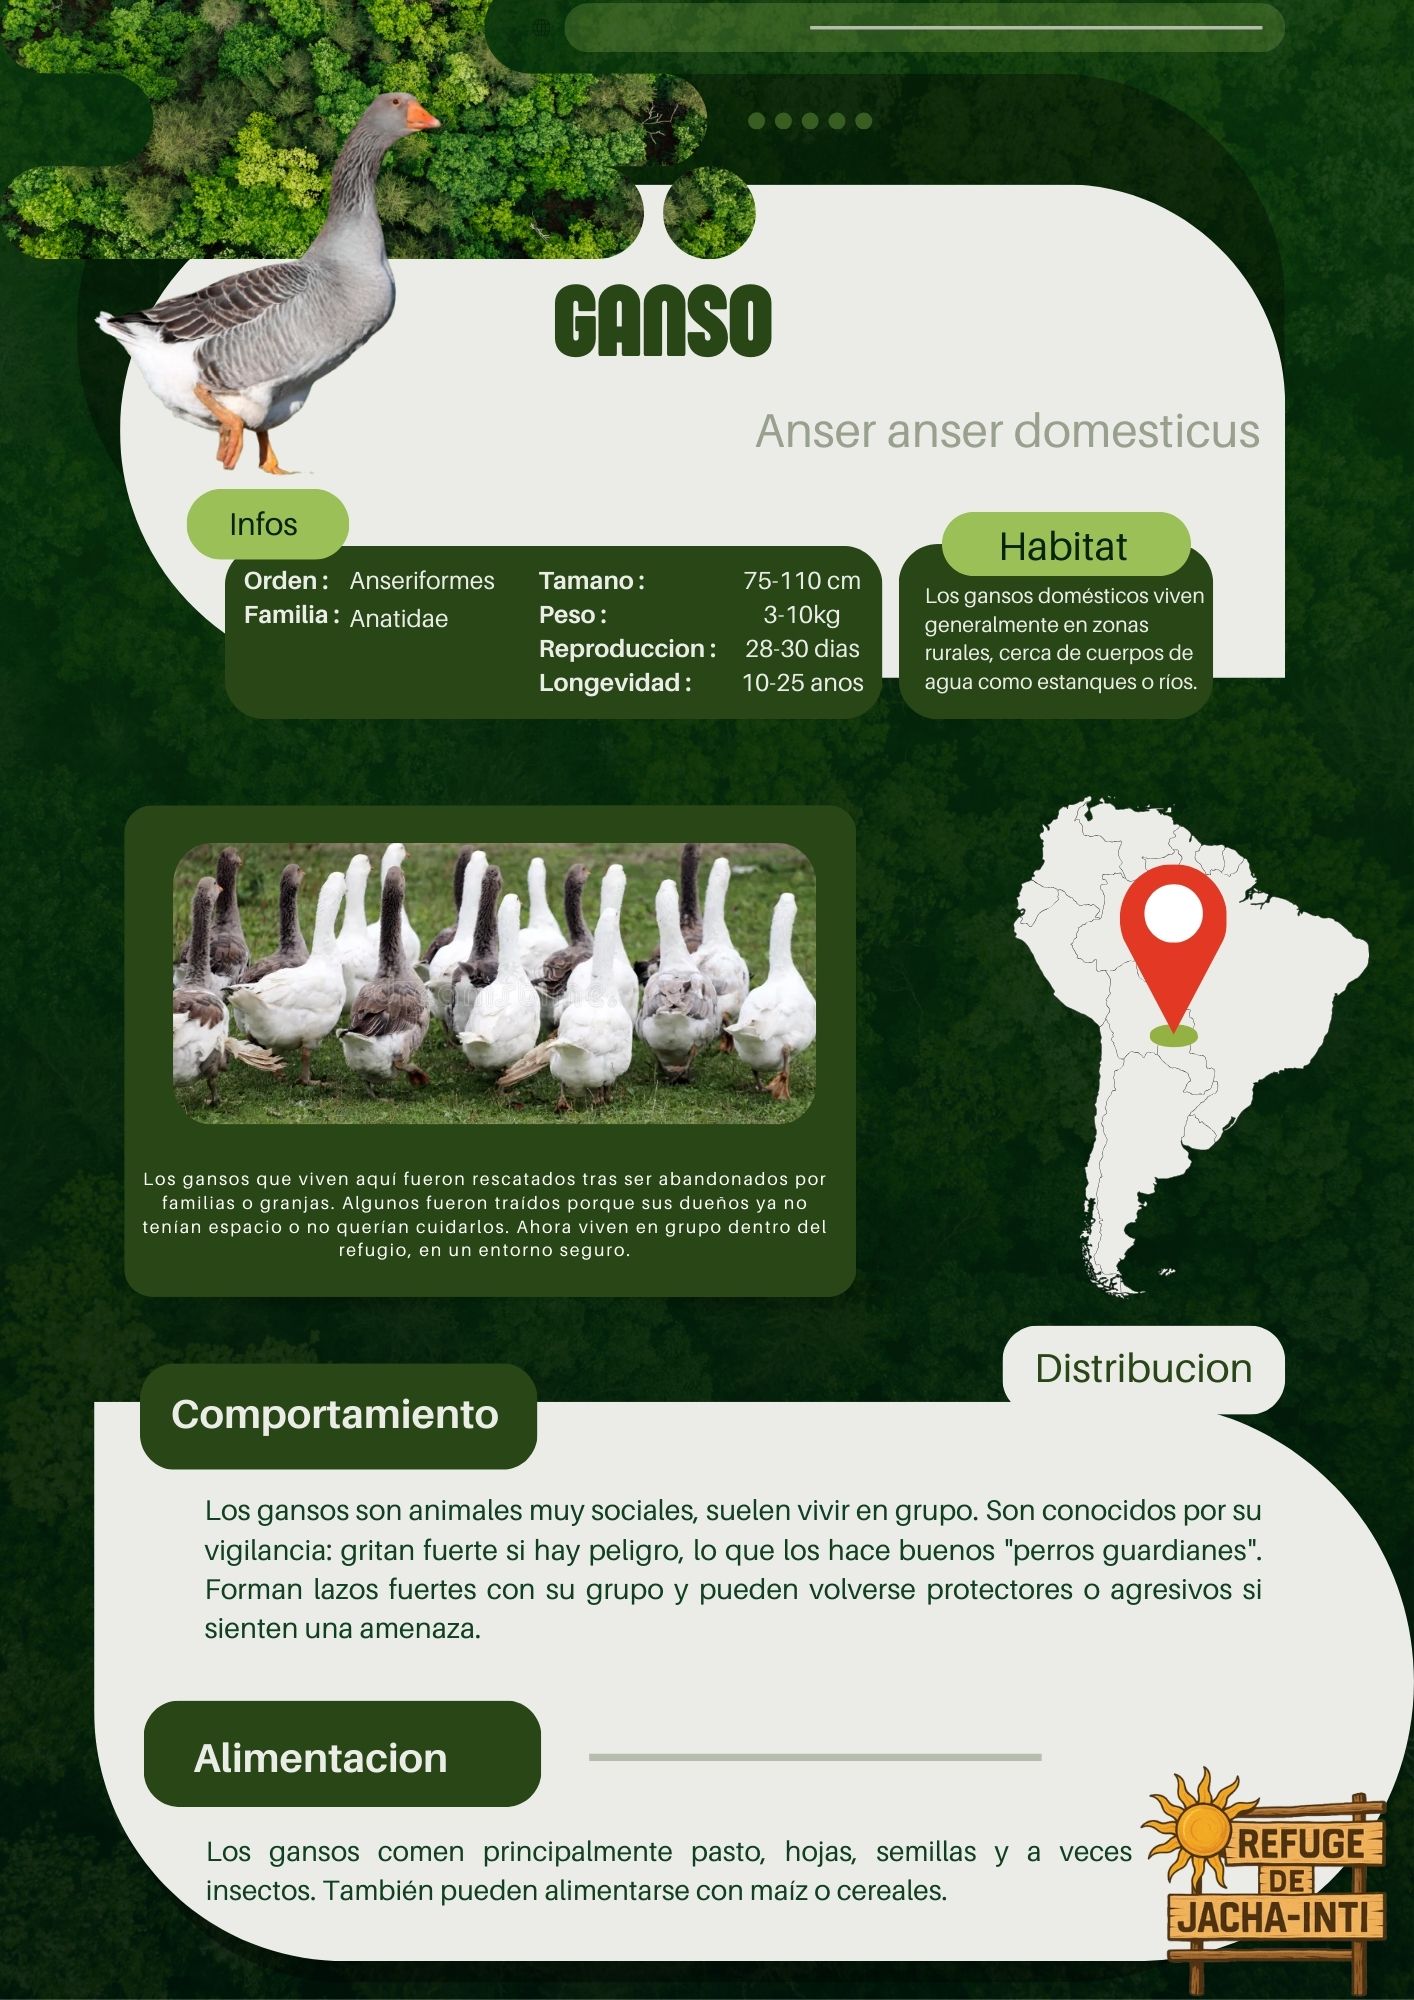 GANSO
Anser anser domesticus
Infos
Orden : Anseriformes
Familia : Anatidae
Tamano : 75-110 cm
Peso : 3-10kg
Reproduccion : 28-30 dias
Longevidad : 10-25 anos
Habitat
Los gansos domésticos viven
generalmente en zonas
rurales, cerca de cuerpos de
agua como estanques o ríos.
Los gansos que viven aquí fueron rescatados tras ser abandonados por
familias o granjas. Algunos fueron traídos porque sus dueños ya no
tenían espacio o no querían cuidarlos. Ahora viven en grupo dentro del
refugio, en un entorno seguro.
Distribucion
Comportamiento
Los gansos son animales muy sociales, suelen vivir en grupo. Son conocidos por su
vigilancia: gritan fuerte si hay peligro, lo que los hace buenos "perros guardianes".
Forman lazos fuertes con su grupo y pueden volverse protectores o agresivos si
sienten una amenaza.
Alimentacion
Los gansos comen principalmente pasto, hojas, semillas y a veces
insectos. También pueden alimentarse con maíz o cereales.
REFUGE
DE
JACHA-INTI